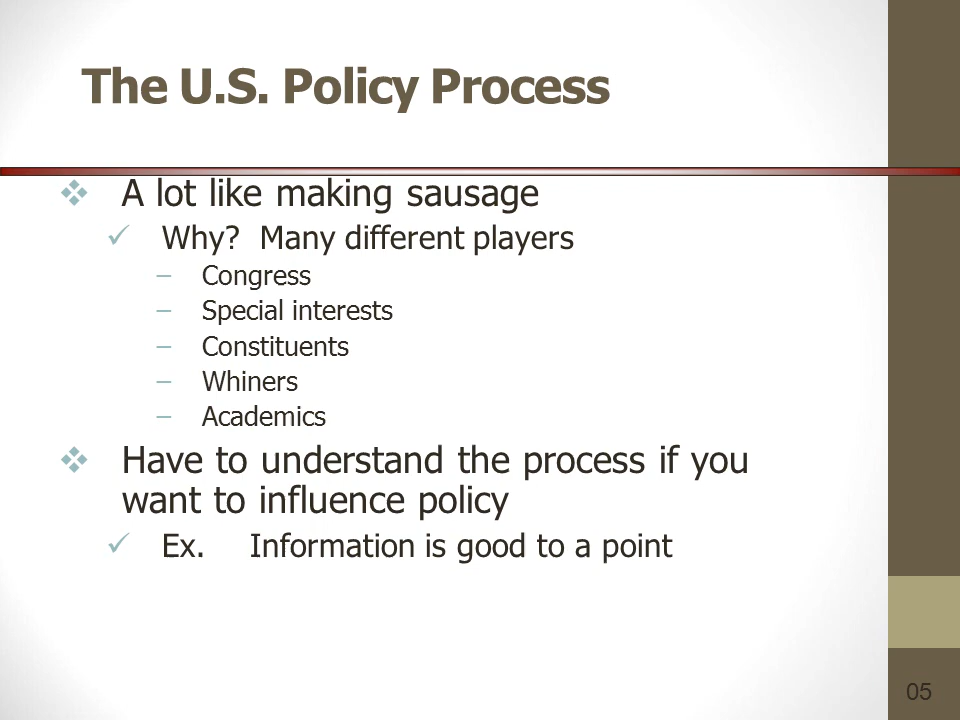 The U.S. Policy Process
❖ A lot like making sausage
✓ Why?  Many different players
– Congress
– Special interests
– Constituents
– Whiners
– Academics
❖ Have to understand the process if you
want to influence policy
✓ Ex.    Information is good to a point
05